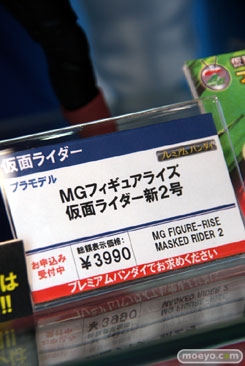 仮面ライダー
プレミアムバンダイ
プラモデル
MGフィギュアライズ
仮面ライダー新2号
お申込み
受付中
総額表示価格:
¥3990
MG FIGURE-RISE
MASKED RIDER 2
プレミアムバンダイでお求めください
は
!!
moeyo.com